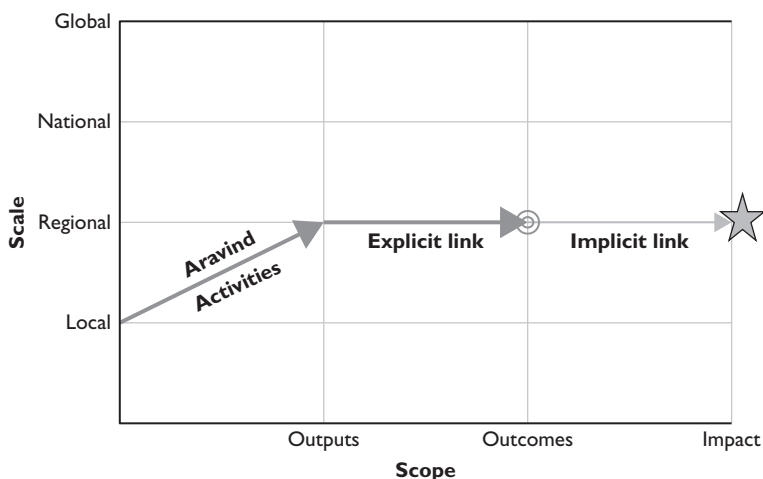 Global
National
Regional
Local
Scale
Aravind
Activities
Explicit link
Implicit link
Outputs
Outcomes
Impact
Scope